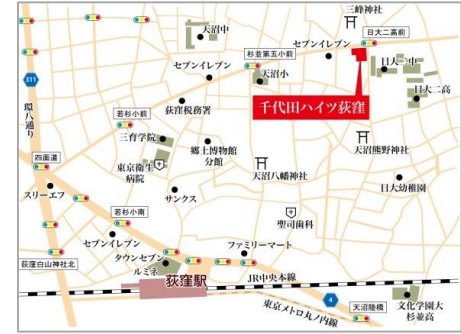 三峰神社
天沼中
日大二高前
杉並第五小前
セブンイレブン
セブンイレブン
天沼小
日大二中
日大二高
311
環八通り
荻窪税務署
千代田ハイツ荻窪
若杉小前
三育学院
郷土博物館
分館
天沼熊野神社
四面道
東京衛生
病院
天沼八幡神社
スリーエフ
サンクス
日大幼稚園
若杉小南
聖司歯科
セブンイレブン
ファミリーマート
タウンセブン
荻窪白山神社北
ルミネ
荻窪駅
JR中央本線
4
東京メトロ丸ノ内線
天沼陸橋
文化学園大
杉並高